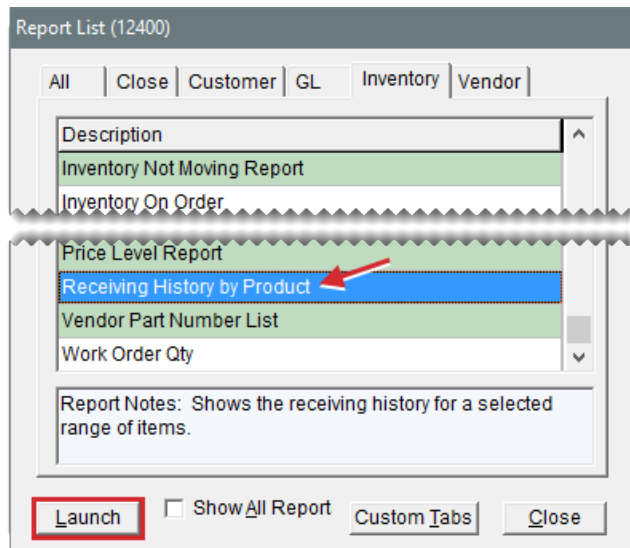 Report List (12400)
All Close Customer GL Inventory Vendor
Description
Inventory Not Moving Report
Inventory On Order
Price Level Report
Receiving History by Product
Vendor Part Number List
Work Order Qty
Report Notes: Shows the receiving history for a selected
range of items.
Launch Show All Report Custom Tabs Close